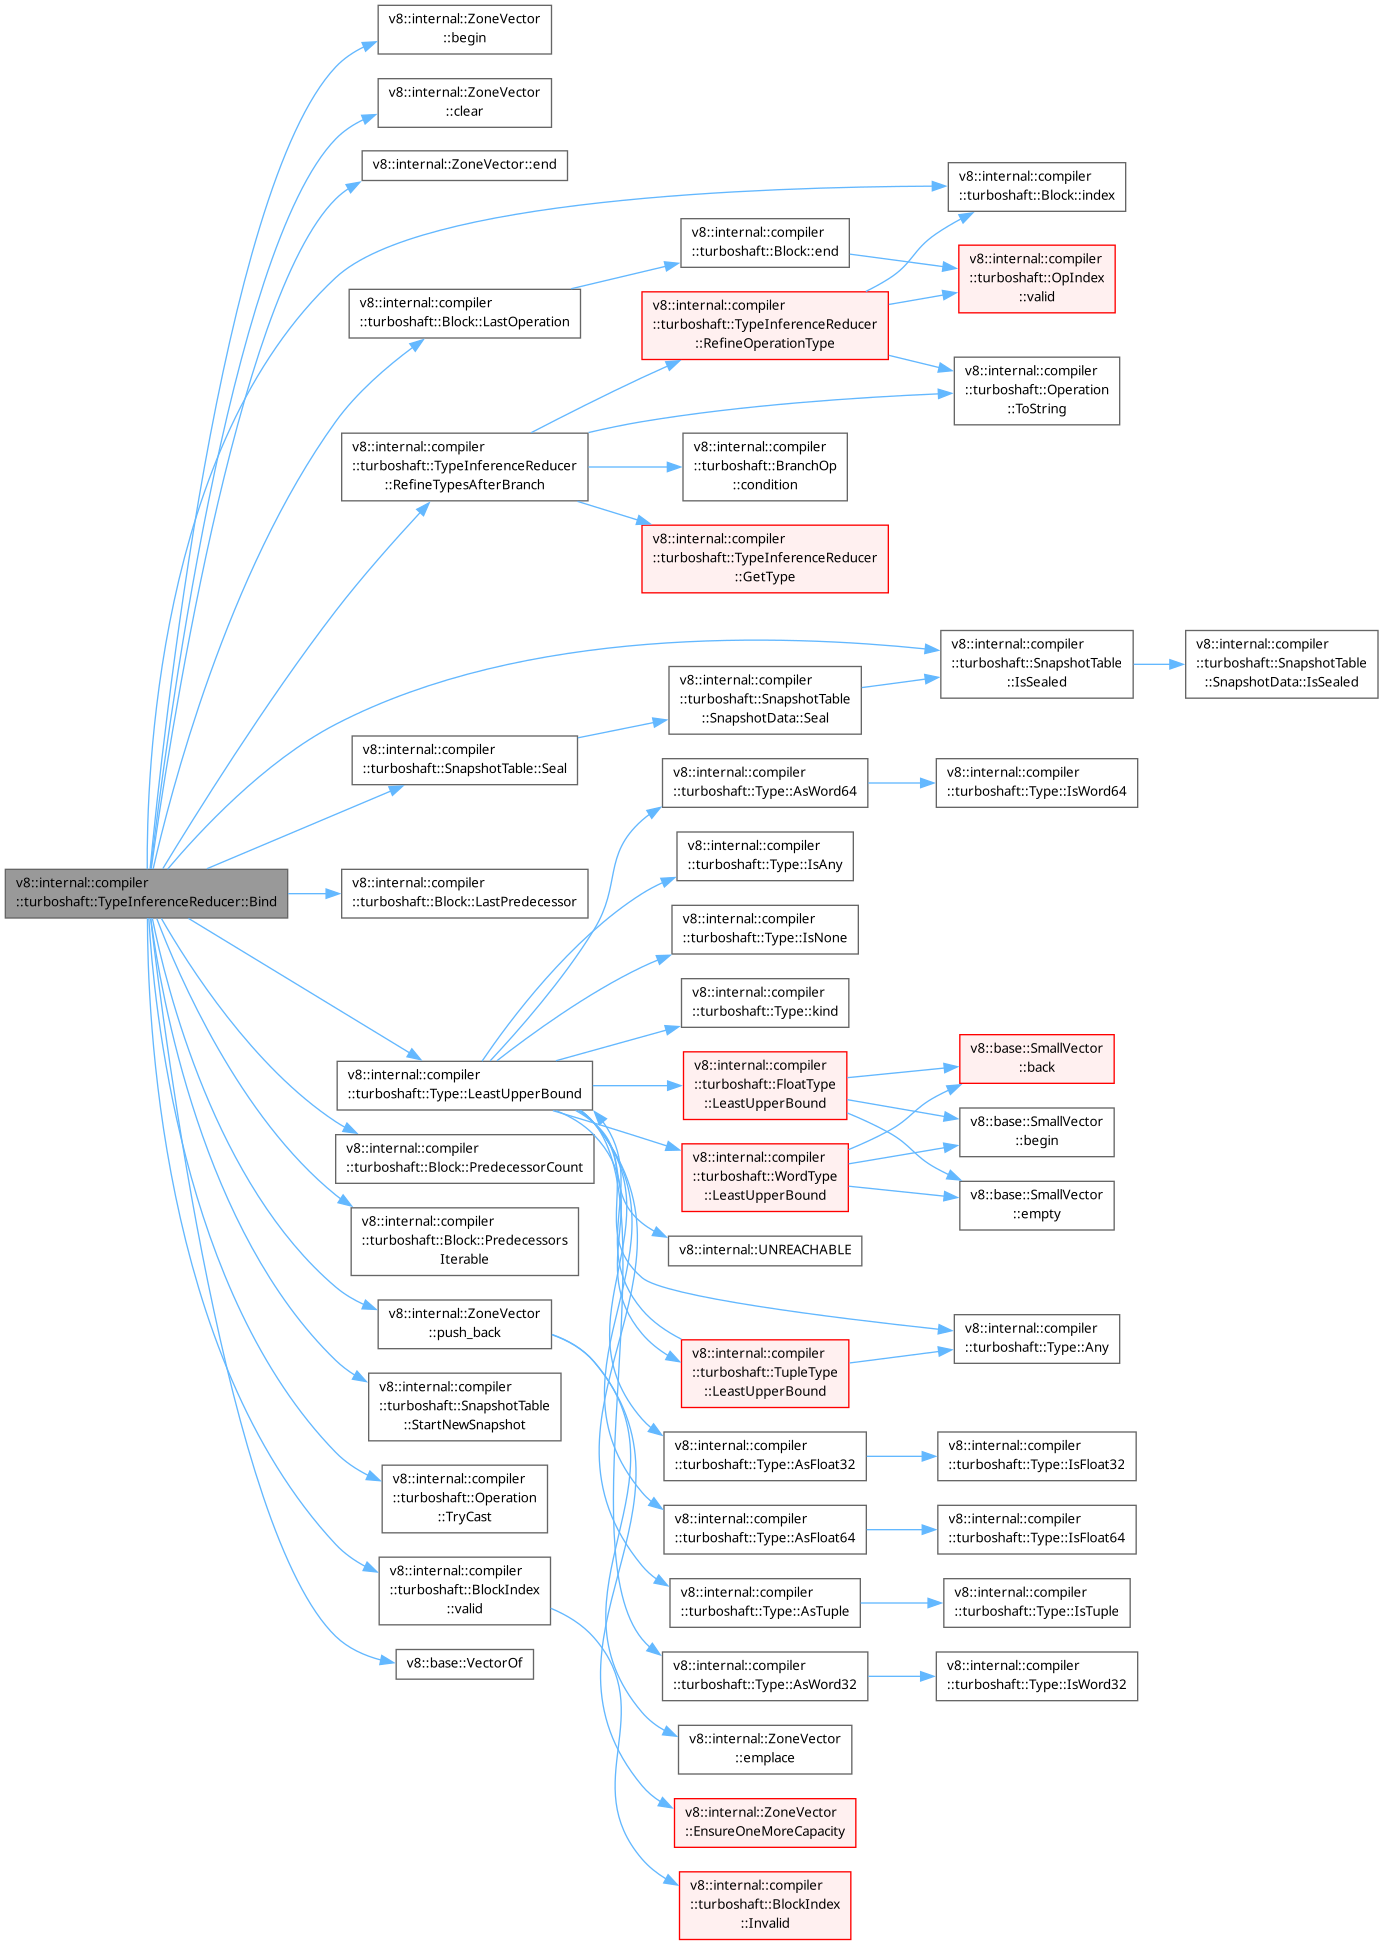 v8::internal::compiler
::turboshaft::TypeInferenceReducer::Bind
v8::internal::ZoneVector
::begin
v8::internal::ZoneVector
::clear
v8::internal::ZoneVector::end
v8::internal::compiler
::turboshaft::Block::index
v8::internal::compiler
::turboshaft::Block::LastOperation
v8::internal::compiler
::turboshaft::Block::end
v8::internal::compiler
::turboshaft::OpIndex
::valid
v8::internal::compiler
::turboshaft::TypeInferenceReducer
::RefineTypesAfterBranch
v8::internal::compiler
::turboshaft::TypeInferenceReducer
::RefineOperationType
v8::internal::compiler
::turboshaft::Operation
::ToString
v8::internal::compiler
::turboshaft::BranchOp
::condition
v8::internal::compiler
::turboshaft::TypeInferenceReducer
::GetType
v8::internal::compiler
::turboshaft::SnapshotTable
::IsSealed
v8::internal::compiler
::turboshaft::SnapshotTable
::SnapshotData::IsSealed
v8::internal::compiler
::turboshaft::SnapshotTable::Seal
v8::internal::compiler
::turboshaft::SnapshotTable
::SnapshotData::Seal
v8::internal::compiler
::turboshaft::Block::LastPredecessor
v8::internal::compiler
::turboshaft::Type::LeastUpperBound
v8::internal::compiler
::turboshaft::Type::AsWord64
v8::internal::compiler
::turboshaft::Type::IsWord64
v8::internal::compiler
::turboshaft::Type::IsAny
v8::internal::compiler
::turboshaft::Type::IsNone
v8::internal::compiler
::turboshaft::Type::kind
v8::internal::compiler
::turboshaft::FloatType
::LeastUpperBound
v8::base::SmallVector
::back
v8::base::SmallVector
::begin
v8::base::SmallVector
::empty
v8::internal::compiler
::turboshaft::WordType
::LeastUpperBound
v8::internal::UNREACHABLE
v8::internal::compiler
::turboshaft::Type::Any
v8::internal::compiler
::turboshaft::TupleType
::LeastUpperBound
v8::internal::compiler
::turboshaft::Type::AsFloat32
v8::internal::compiler
::turboshaft::Type::IsFloat32
v8::internal::compiler
::turboshaft::Type::AsFloat64
v8::internal::compiler
::turboshaft::Type::IsFloat64
v8::internal::compiler
::turboshaft::Type::AsTuple
v8::internal::compiler
::turboshaft::Type::IsTuple
v8::internal::compiler
::turboshaft::Type::AsWord32
v8::internal::compiler
::turboshaft::Type::IsWord32
v8::internal::compiler
::turboshaft::Block::PredecessorCount
v8::internal::compiler
::turboshaft::Block::Predecessors
Iterable
v8::internal::ZoneVector
::push_back
v8::internal::ZoneVector
::emplace
v8::internal::ZoneVector
::EnsureOneMoreCapacity
v8::internal::compiler
::turboshaft::SnapshotTable
::StartNewSnapshot
v8::internal::compiler
::turboshaft::Operation
::TryCast
v8::internal::compiler
::turboshaft::BlockIndex
::valid
v8::internal::compiler
::turboshaft::BlockIndex
::Invalid
v8::base::VectorOf